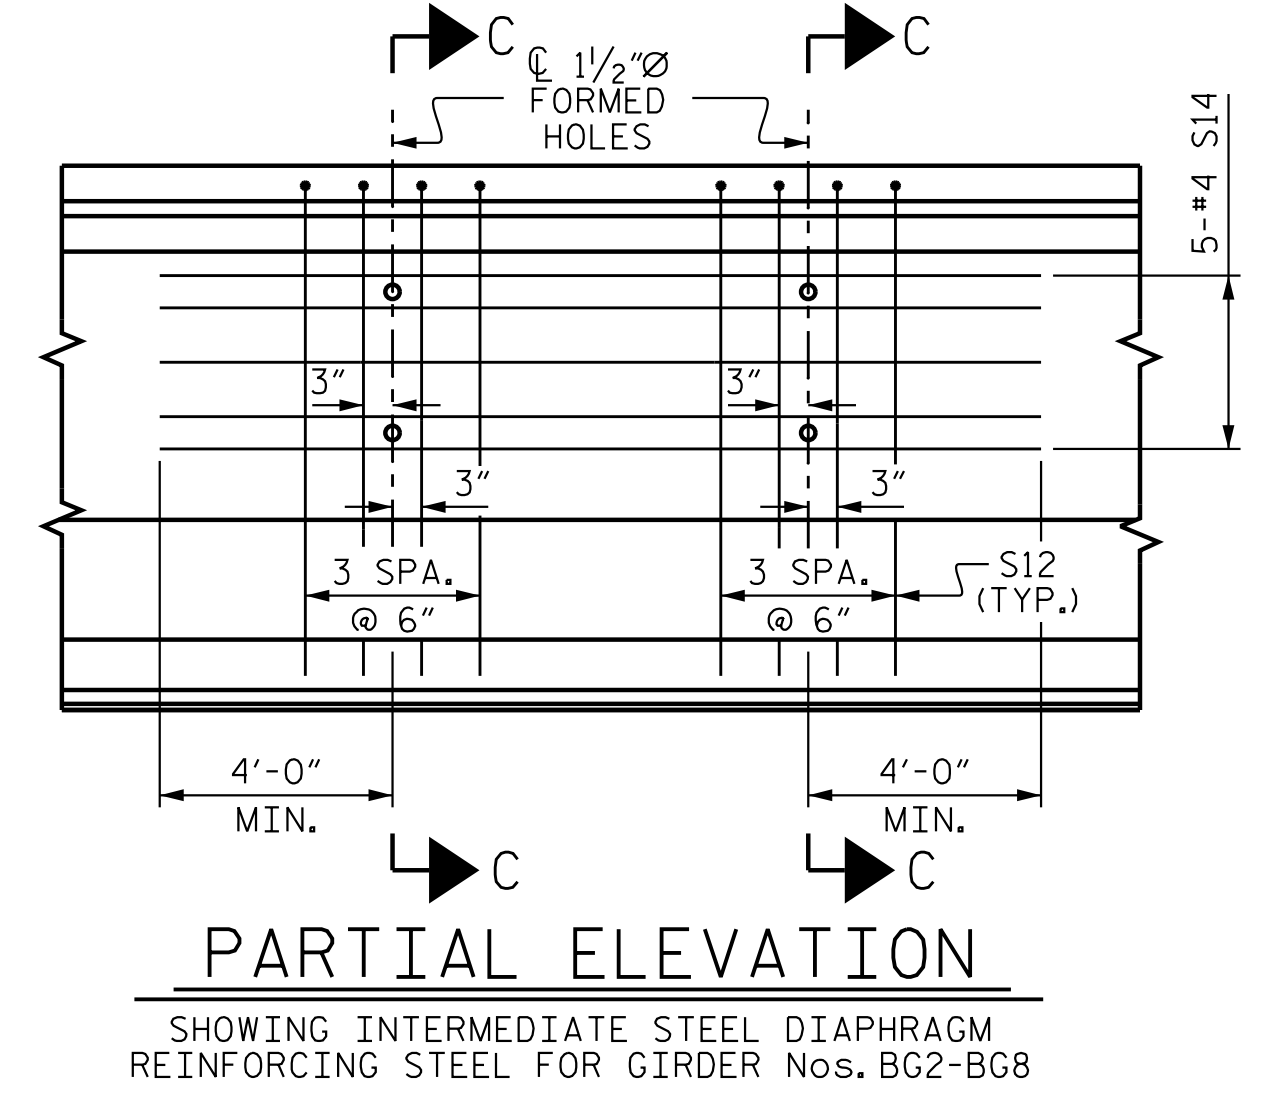 C
C
℄ 1½"Ø
FORMED
HOLES
5-#4 S14
3"
3"
3"
3"
3 SPA.
@ 6"
3 SPA.
@ 6"
S12
(TYP.)
4'-0"
MIN.
4'-0"
MIN.
C
C
PARTIAL ELEVATION
SHOWING INTERMEDIATE STEEL DIAPHRAGM
REINFORCING STEEL FOR GIRDER Nos. BG2-BG8